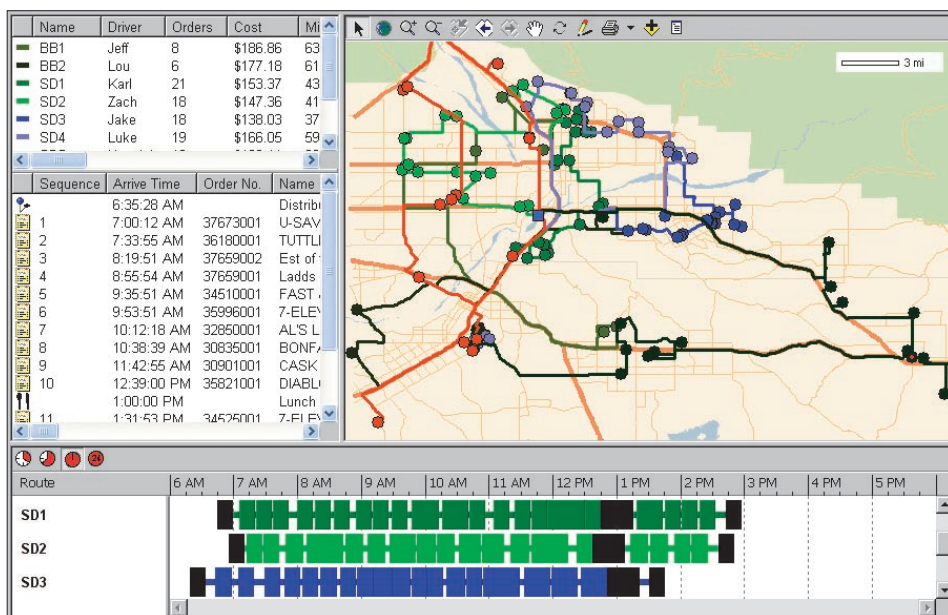 Name Driver Orders Cost Mi
BB1 Jeff 8 $186.86 63
BB2 Lou 6 $177.18 61
SD1 Karl 21 $153.37 43
SD2 Zach 18 $147.36 41
SD3 Jake 18 $138.03 37
SD4 Luke 19 $166.05 59
3 mi
Sequence Arrive Time Order No. Name
6:35:28 AM Distribu
1 7:00:12 AM 37673001 U-SAV
2 7:33:55 AM 36180001 TUTTLI
3 8:19:51 AM 37659002 Est of
4 8:55:54 AM 37659001 Ladds
5 9:35:51 AM 34510001 FAST
6 9:53:51 AM 35996001 7-ELEV
7 10:12:18 AM 32850001 AL'S L
8 10:38:39 AM 30835001 BONFA
9 11:42:55 AM 30901001 CASK
10 12:39:00 PM 35821001 DIABL
1:00:00 PM Lunch
11 1:31:53 PM 34525001 7-ELEV
24
Route 6 AM 7 AM 8 AM 9 AM 10 AM 11 AM 12 PM 1 PM 2 PM 3 PM 4 PM 5 PM
SD1
SD2
SD3